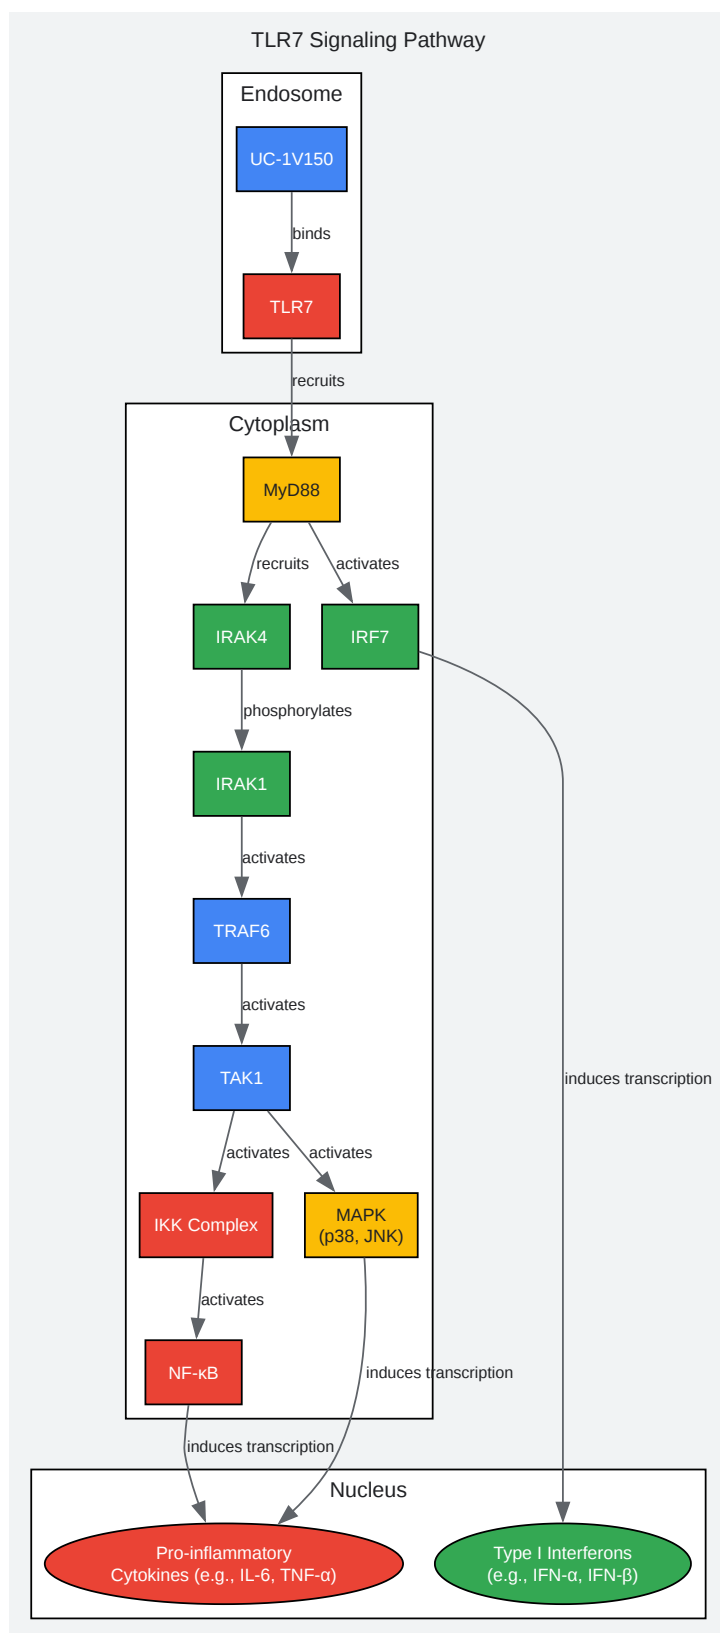 TLR7 Signaling Pathway
Endosome
UC-1V150
binds
TLR7
recruits
Cytoplasm
MyD88
recruits
activates
IRAK4
IRF7
phosphorylates
IRAK1
activates
TRAF6
activates
TAK1
induces transcription
activates
activates
IKK Complex
MAPK
(p38, JNK)
activates
NF-κB
induces transcription
induces transcription
Nucleus
Pro-inflammatory
Cytokines (e.g., IL-6, TNF-α)
Type I Interferons
(e.g., IFN-α, IFN-β)